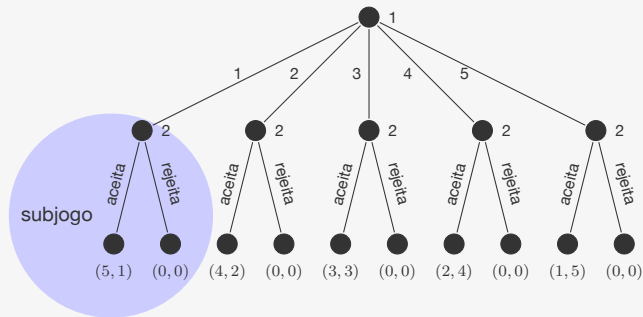 1
1 2 3 4 5
2 2 2 2 2
aceita rejeita aceita rejeita aceita rejeita aceita rejeita aceita rejeita
subjogo
(5, 1) (0, 0) (4, 2) (0, 0) (3, 3) (0, 0) (2, 4) (0, 0) (1, 5) (0, 0)